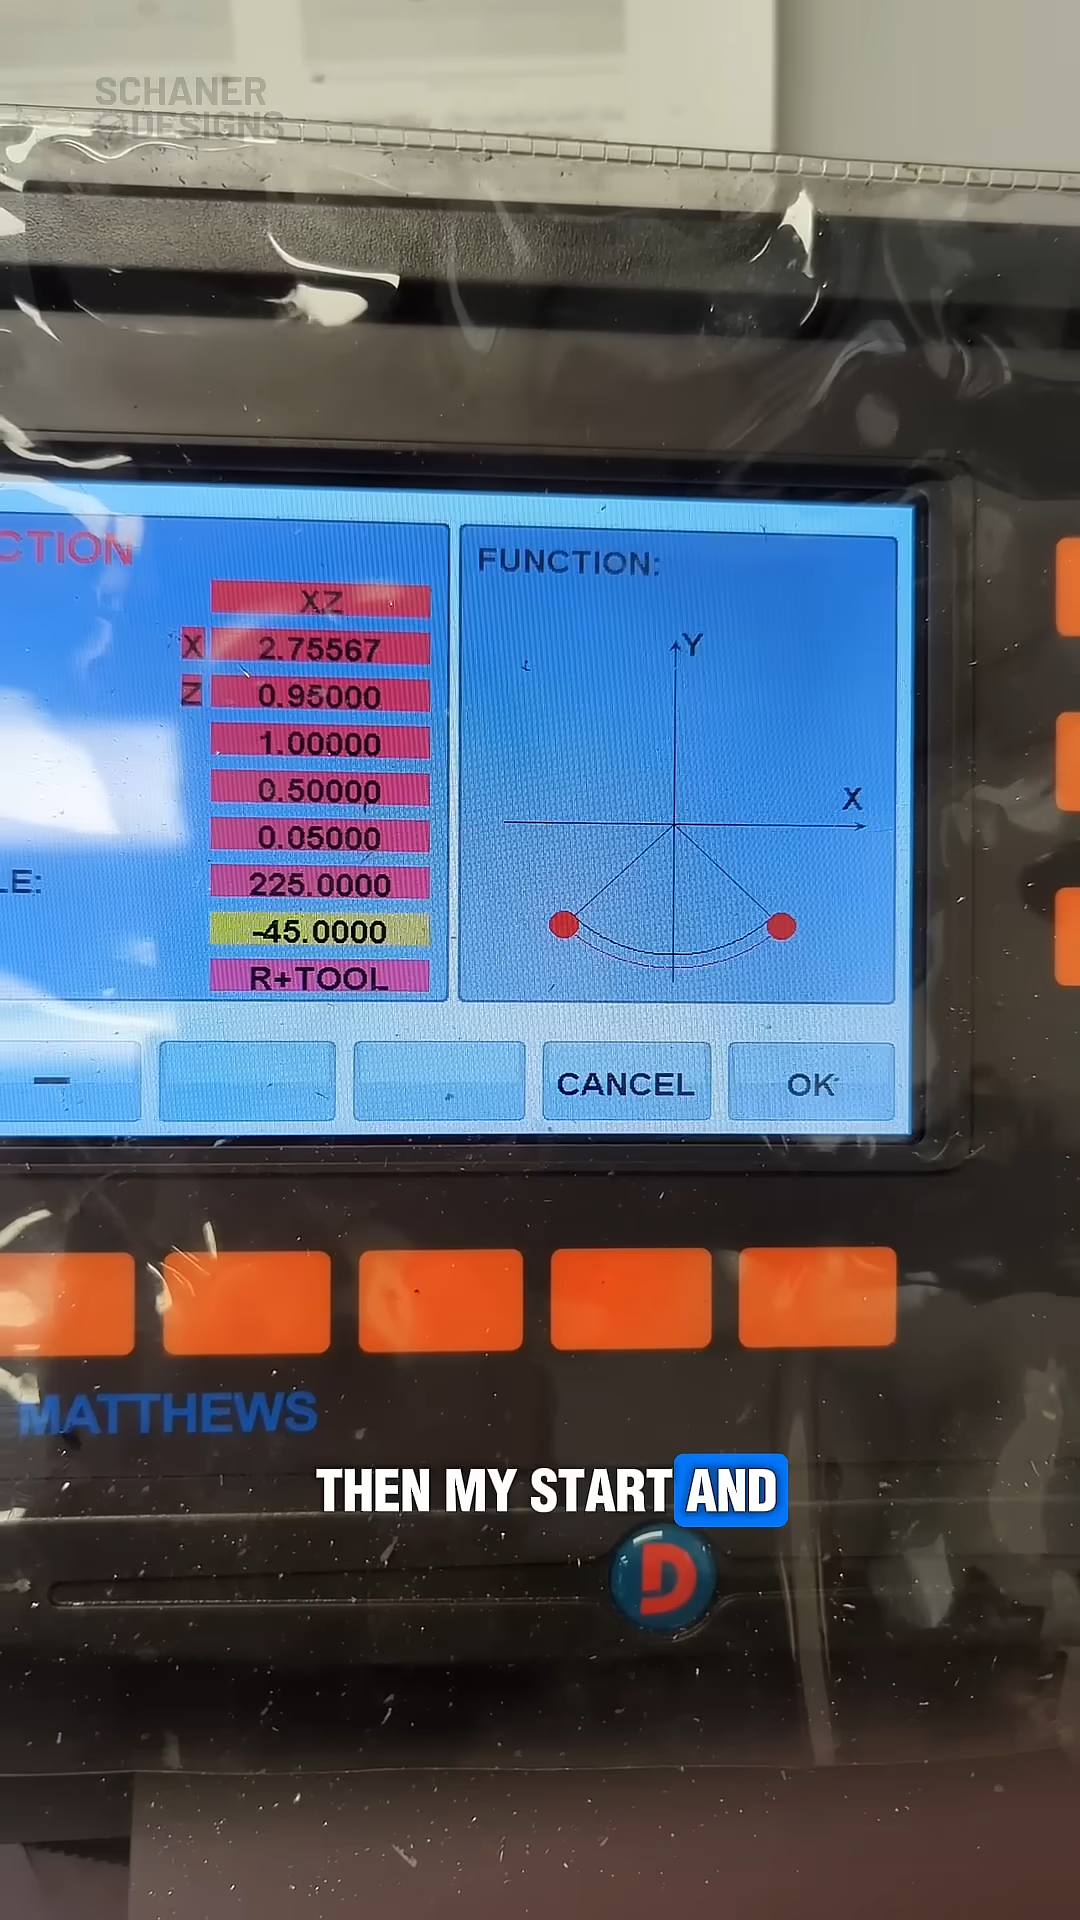 SCHANER
@DESIGNS
CTION
XZ
X 2.75567
Z 0.95000
1.00000
0.50000
0.05000
LE: 225.0000
-45.0000
R+TOOL
FUNCTION:
Y
X
–
CANCEL
OK
MATTHEWS
THEN MY START AND
D